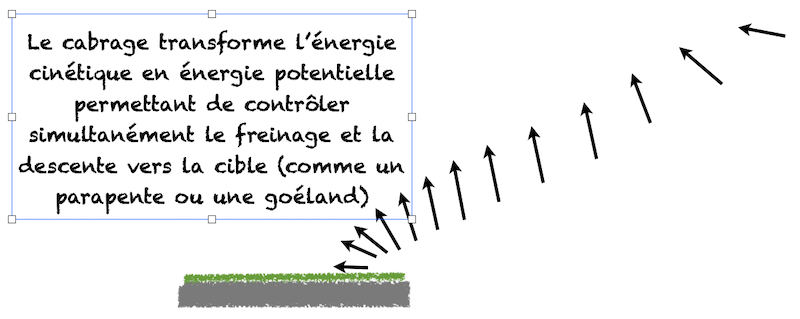 Le cabrage transforme l'énergie
cinétique en énergie potentielle
permettant de contrôler
simultanément le freinage et la
descente vers la cible (comme un
parapente ou une goéland)